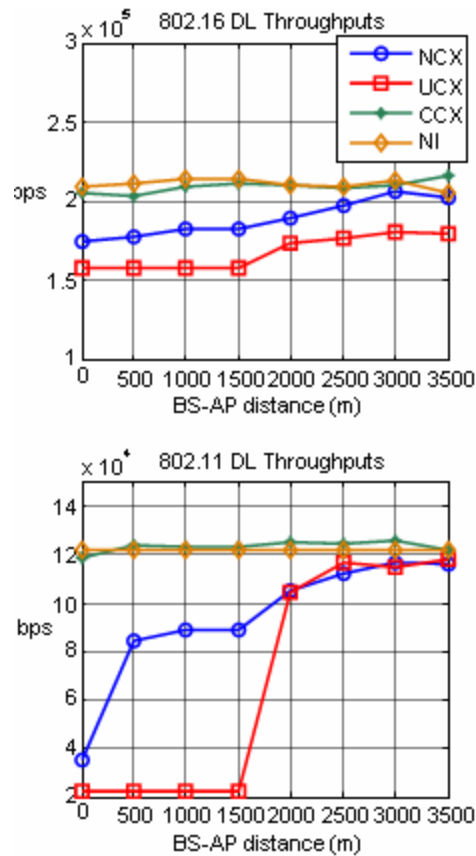 x 10⁵ 802.16 DL Throughputs
3
2.5
bps 2
1.5
1
NCX
UCX
CCX
NI
0 500 1000 1500 2000 2500 3000 3500
BS-AP distance (m)
x 10⁴ 802.11 DL Throughputs
14
12
10
bps
8
6
4
2
0 500 1000 1500 2000 2500 3000 3500
BS-AP distance (m)